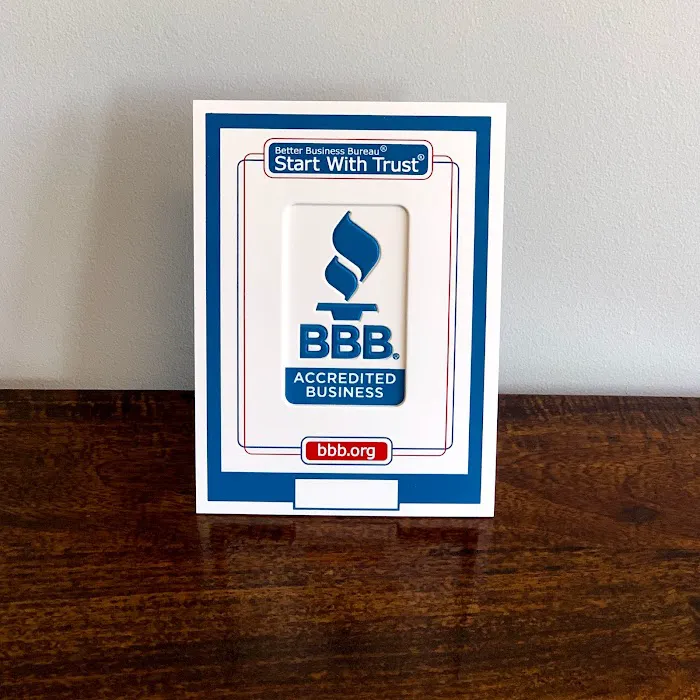 Better Business Bureau®
Start With Trust®
BBB®
ACCREDITED
BUSINESS
bbb.org